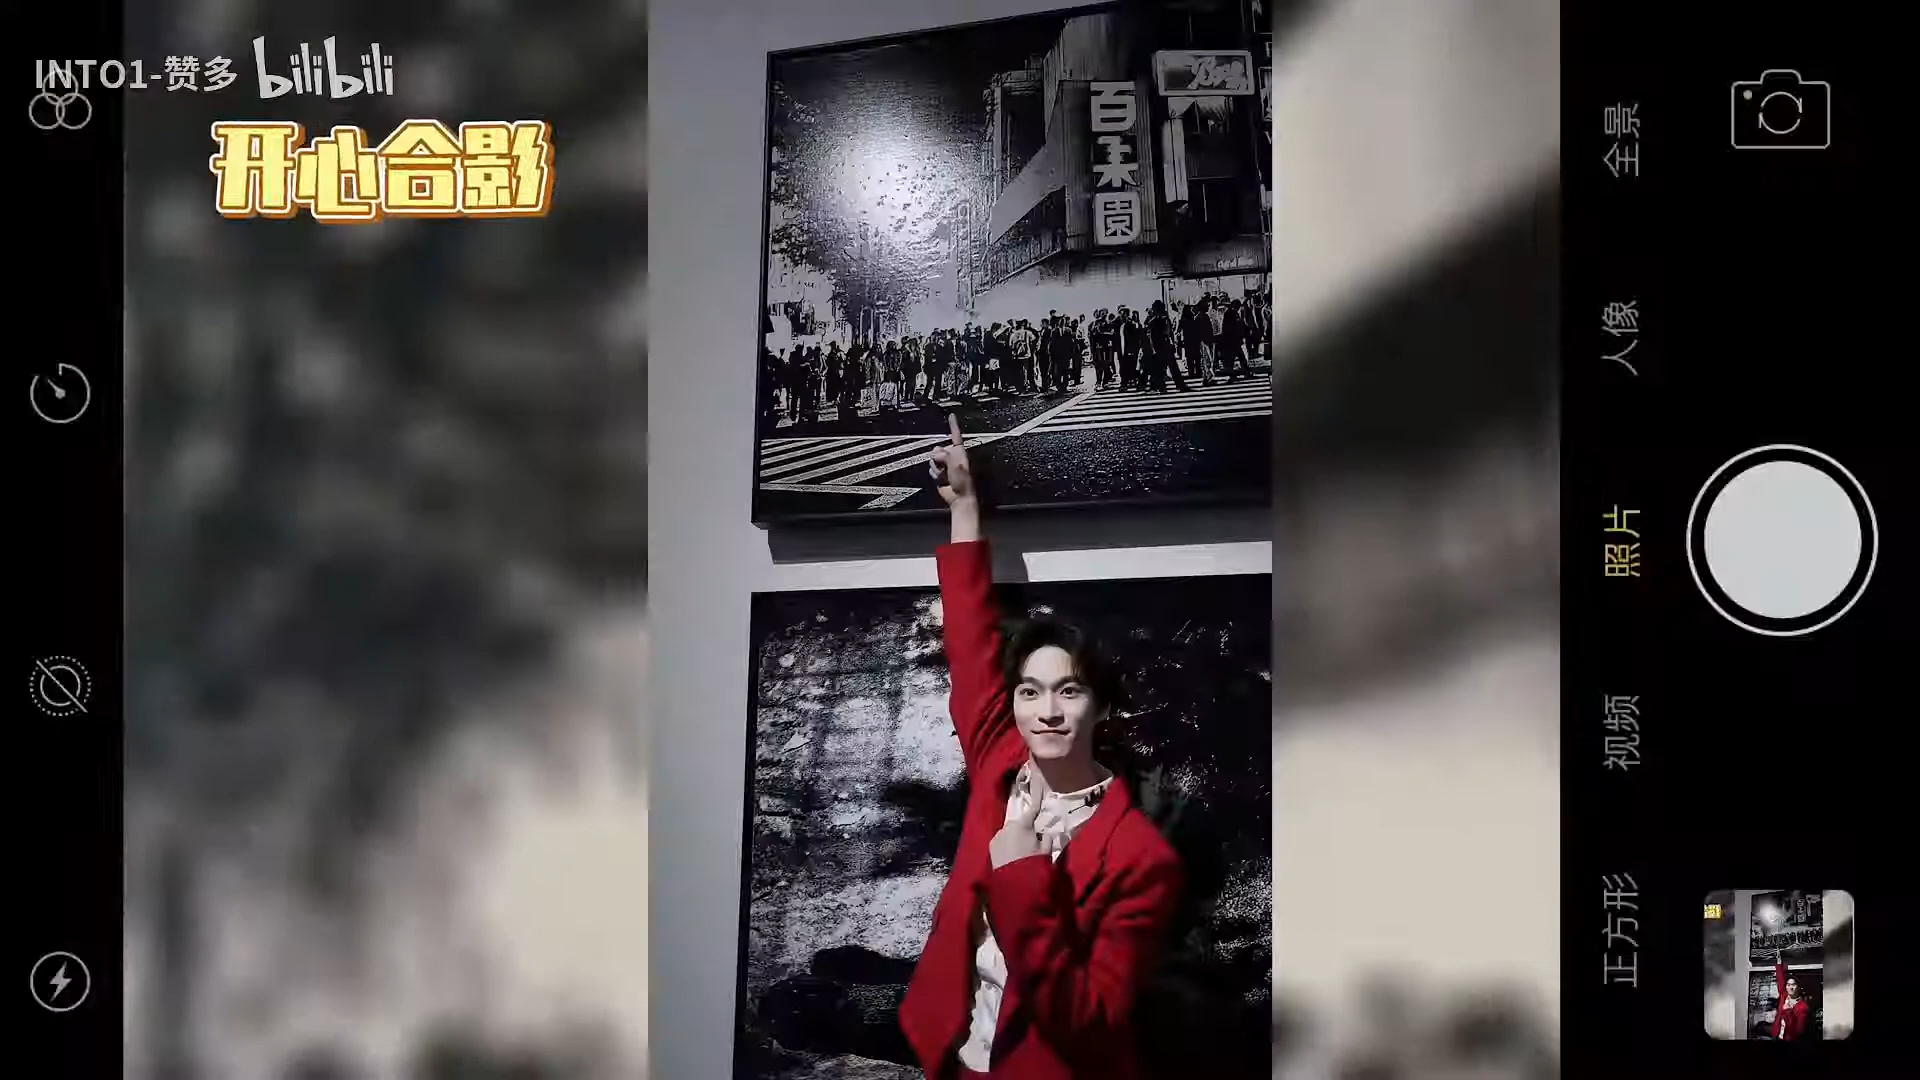 INTO1-赞多 bilibili
开心合影
百果園
全景
人像
照片
视频
正方形